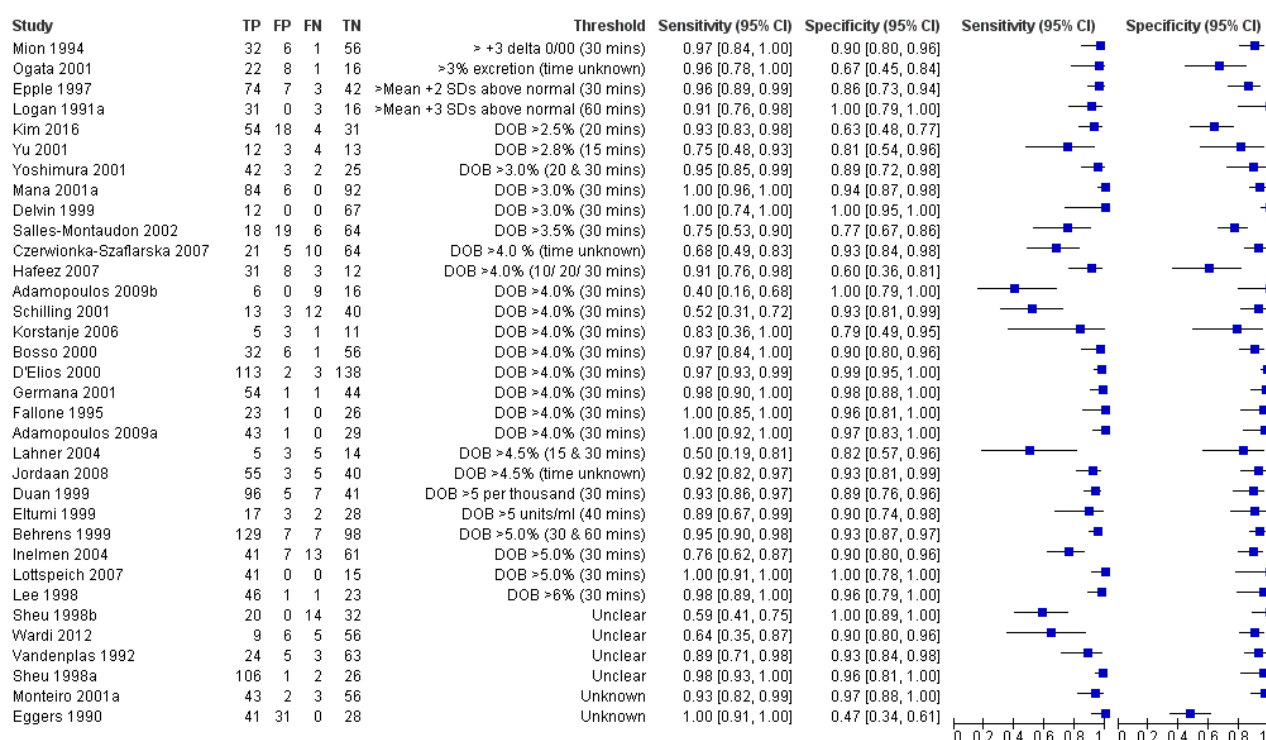 Study TP FP FN TN Threshold Sensitivity (95% CI) Specificity (95% CI) Sensitivity (95% CI) Specificity (95% CI)
Mion 1994 32 6 1 56 > +3 delta 0/00 (30 mins) 0.97 [0.84, 1.00] 0.90 [0.80, 0.96]
Ogata 2001 22 8 1 16 >3% excretion (time unknown) 0.96 [0.78, 1.00] 0.67 [0.45, 0.84]
Epple 1997 74 7 3 42 >Mean +2 SDs above normal (30 mins) 0.96 [0.89, 0.99] 0.86 [0.73, 0.94]
Logan 1991a 31 0 3 16 >Mean +3 SDs above normal (60 mins) 0.91 [0.76, 0.98] 1.00 [0.79, 1.00]
Kim 2016 54 18 4 31 DOB >2.5% (20 mins) 0.93 [0.83, 0.98] 0.63 [0.48, 0.77]
Yu 2001 12 3 4 13 DOB >2.8% (15 mins) 0.75 [0.48, 0.93] 0.81 [0.54, 0.96]
Yoshimura 2001 42 3 2 25 DOB >3.0% (20 & 30 mins) 0.95 [0.85, 0.99] 0.89 [0.72, 0.98]
Mana 2001a 84 6 0 92 DOB >3.0% (30 mins) 1.00 [0.96, 1.00] 0.94 [0.87, 0.98]
Delvin 1999 12 0 0 67 DOB >3.0% (30 mins) 1.00 [0.74, 1.00] 1.00 [0.95, 1.00]
Salles-Montaudon 2002 18 19 6 64 DOB >3.5% (30 mins) 0.75 [0.53, 0.90] 0.77 [0.67, 0.86]
Czerwionka-Szaflarska 2007 21 5 10 64 DOB >4.0 % (time unknown) 0.68 [0.49, 0.83] 0.93 [0.84, 0.98]
Hafeez 2007 31 8 3 12 DOB >4.0% (10/ 20/ 30 mins) 0.91 [0.76, 0.98] 0.60 [0.36, 0.81]
Adamopoulos 2009b 6 0 9 16 DOB >4.0% (30 mins) 0.40 [0.16, 0.68] 1.00 [0.79, 1.00]
Schilling 2001 13 3 12 40 DOB >4.0% (30 mins) 0.52 [0.31, 0.72] 0.93 [0.81, 0.99]
Korstanje 2006 5 3 1 11 DOB >4.0% (30 mins) 0.83 [0.36, 1.00] 0.79 [0.49, 0.95]
Bosso 2000 32 6 1 56 DOB >4.0% (30 mins) 0.97 [0.84, 1.00] 0.90 [0.80, 0.96]
D'Elios 2000 113 2 3 138 DOB >4.0% (30 mins) 0.97 [0.93, 0.99] 0.99 [0.95, 1.00]
Germana 2001 54 1 1 44 DOB >4.0% (30 mins) 0.98 [0.90, 1.00] 0.98 [0.88, 1.00]
Fallone 1995 23 1 0 26 DOB >4.0% (30 mins) 1.00 [0.85, 1.00] 0.96 [0.81, 1.00]
Adamopoulos 2009a 43 1 0 29 DOB >4.0% (30 mins) 1.00 [0.92, 1.00] 0.97 [0.83, 1.00]
Lahner 2004 5 3 5 14 DOB >4.5% (15 & 30 mins) 0.50 [0.19, 0.81] 0.82 [0.57, 0.96]
Jordaan 2008 55 3 5 40 DOB >4.5% (time unknown) 0.92 [0.82, 0.97] 0.93 [0.81, 0.99]
Duan 1999 96 5 7 41 DOB >5 per thousand (30 mins) 0.93 [0.86, 0.97] 0.89 [0.76, 0.96]
Eltumi 1999 17 3 2 28 DOB >5 units/ml (40 mins) 0.89 [0.67, 0.99] 0.90 [0.74, 0.98]
Behrens 1999 129 7 7 98 DOB >5.0% (30 & 60 mins) 0.95 [0.90, 0.98] 0.93 [0.87, 0.97]
Inelmen 2004 41 7 13 61 DOB >5.0% (30 mins) 0.76 [0.62, 0.87] 0.90 [0.80, 0.96]
Lottspeich 2007 41 0 0 15 DOB >5.0% (30 mins) 1.00 [0.91, 1.00] 1.00 [0.78, 1.00]
Lee 1998 46 1 1 23 DOB >6% (30 mins) 0.98 [0.89, 1.00] 0.96 [0.79, 1.00]
Sheu 1998b 20 0 14 32 Unclear 0.59 [0.41, 0.75] 1.00 [0.89, 1.00]
Wardi 2012 9 6 5 56 Unclear 0.64 [0.35, 0.87] 0.90 [0.80, 0.96]
Vandenplas 1992 24 5 3 63 Unclear 0.89 [0.71, 0.98] 0.93 [0.84, 0.98]
Sheu 1998a 106 1 2 26 Unclear 0.98 [0.93, 1.00] 0.96 [0.81, 1.00]
Monteiro 2001a 43 2 3 56 Unknown 0.93 [0.82, 0.99] 0.97 [0.88, 1.00]
Eggers 1990 41 31 0 28 Unknown 1.00 [0.91, 1.00] 0.47 [0.34, 0.61]
0 0.2 0.4 0.6 0.8 1 0 0.2 0.4 0.6 0.8 1